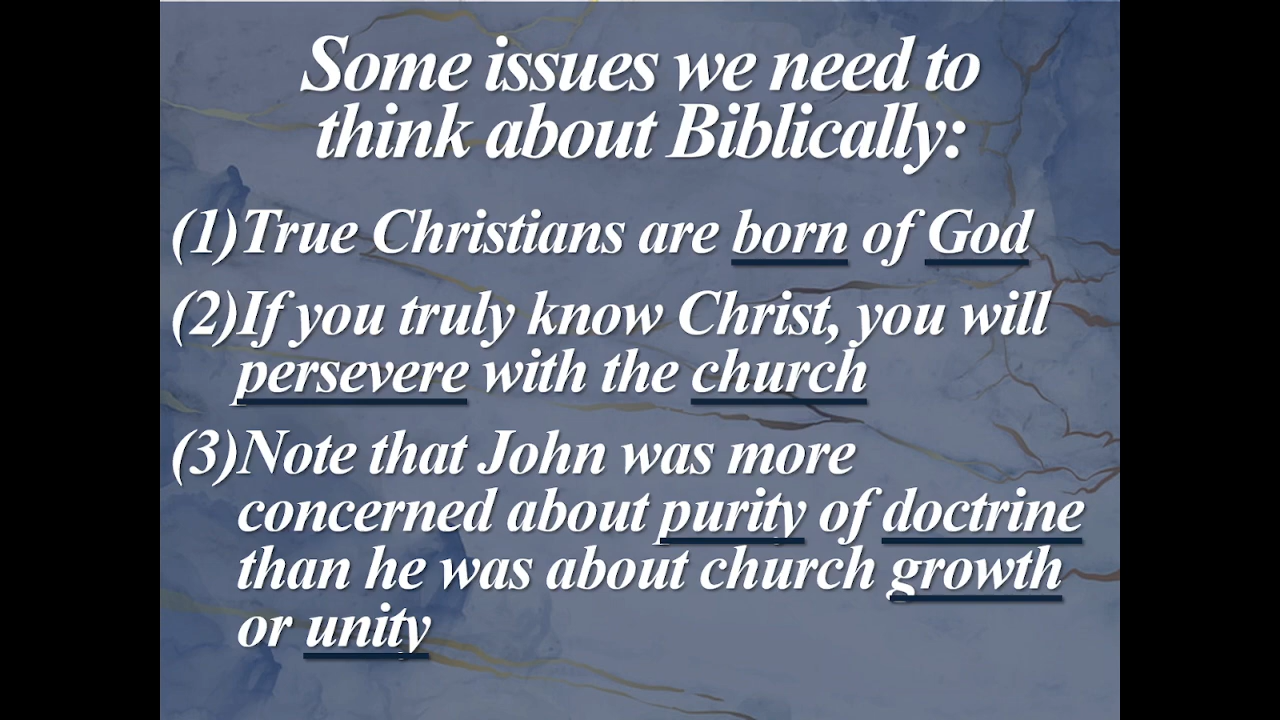 Some issues we need to
think about Biblically:
(1)True Christians are born of God
(2)If you truly know Christ, you will
persevere with the church
(3)Note that John was more
concerned about purity of doctrine
than he was about church growth
or unity